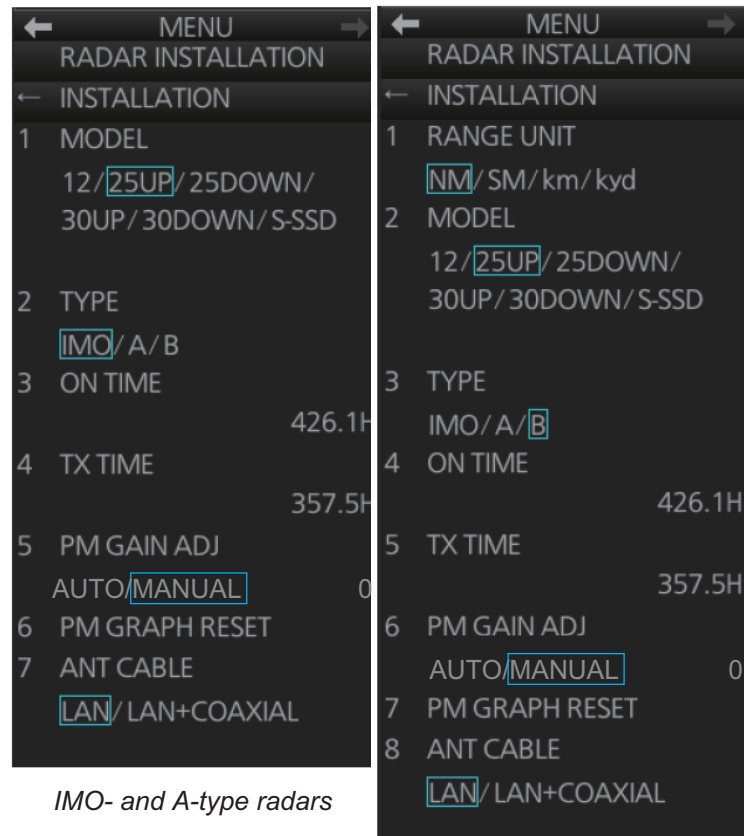 ← MENU →
RADAR INSTALLATION
← INSTALLATION
1 MODEL
12/25UP/25DOWN/
30UP/30DOWN/S-SSD
2 TYPE
IMO/A/B
3 ON TIME
426.1H
4 TX TIME
357.5H
5 PM GAIN ADJ
AUTO/MANUAL 0
6 PM GRAPH RESET
7 ANT CABLE
LAN/LAN+COAXIAL
IMO- and A-type radars
← MENU →
RADAR INSTALLATION
← INSTALLATION
1 RANGE UNIT
NM/SM/km/kyd
2 MODEL
12/25UP/25DOWN/
30UP/30DOWN/S-SSD
3 TYPE
IMO/A/B
4 ON TIME
426.1H
5 TX TIME
357.5H
6 PM GAIN ADJ
AUTO/MANUAL 0
7 PM GRAPH RESET
8 ANT CABLE
LAN/LAN+COAXIAL